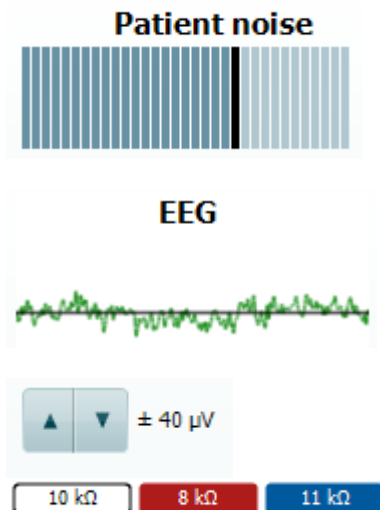 Patient noise
EEG
± 40 µV
10 kΩ 8 kΩ 11 kΩ